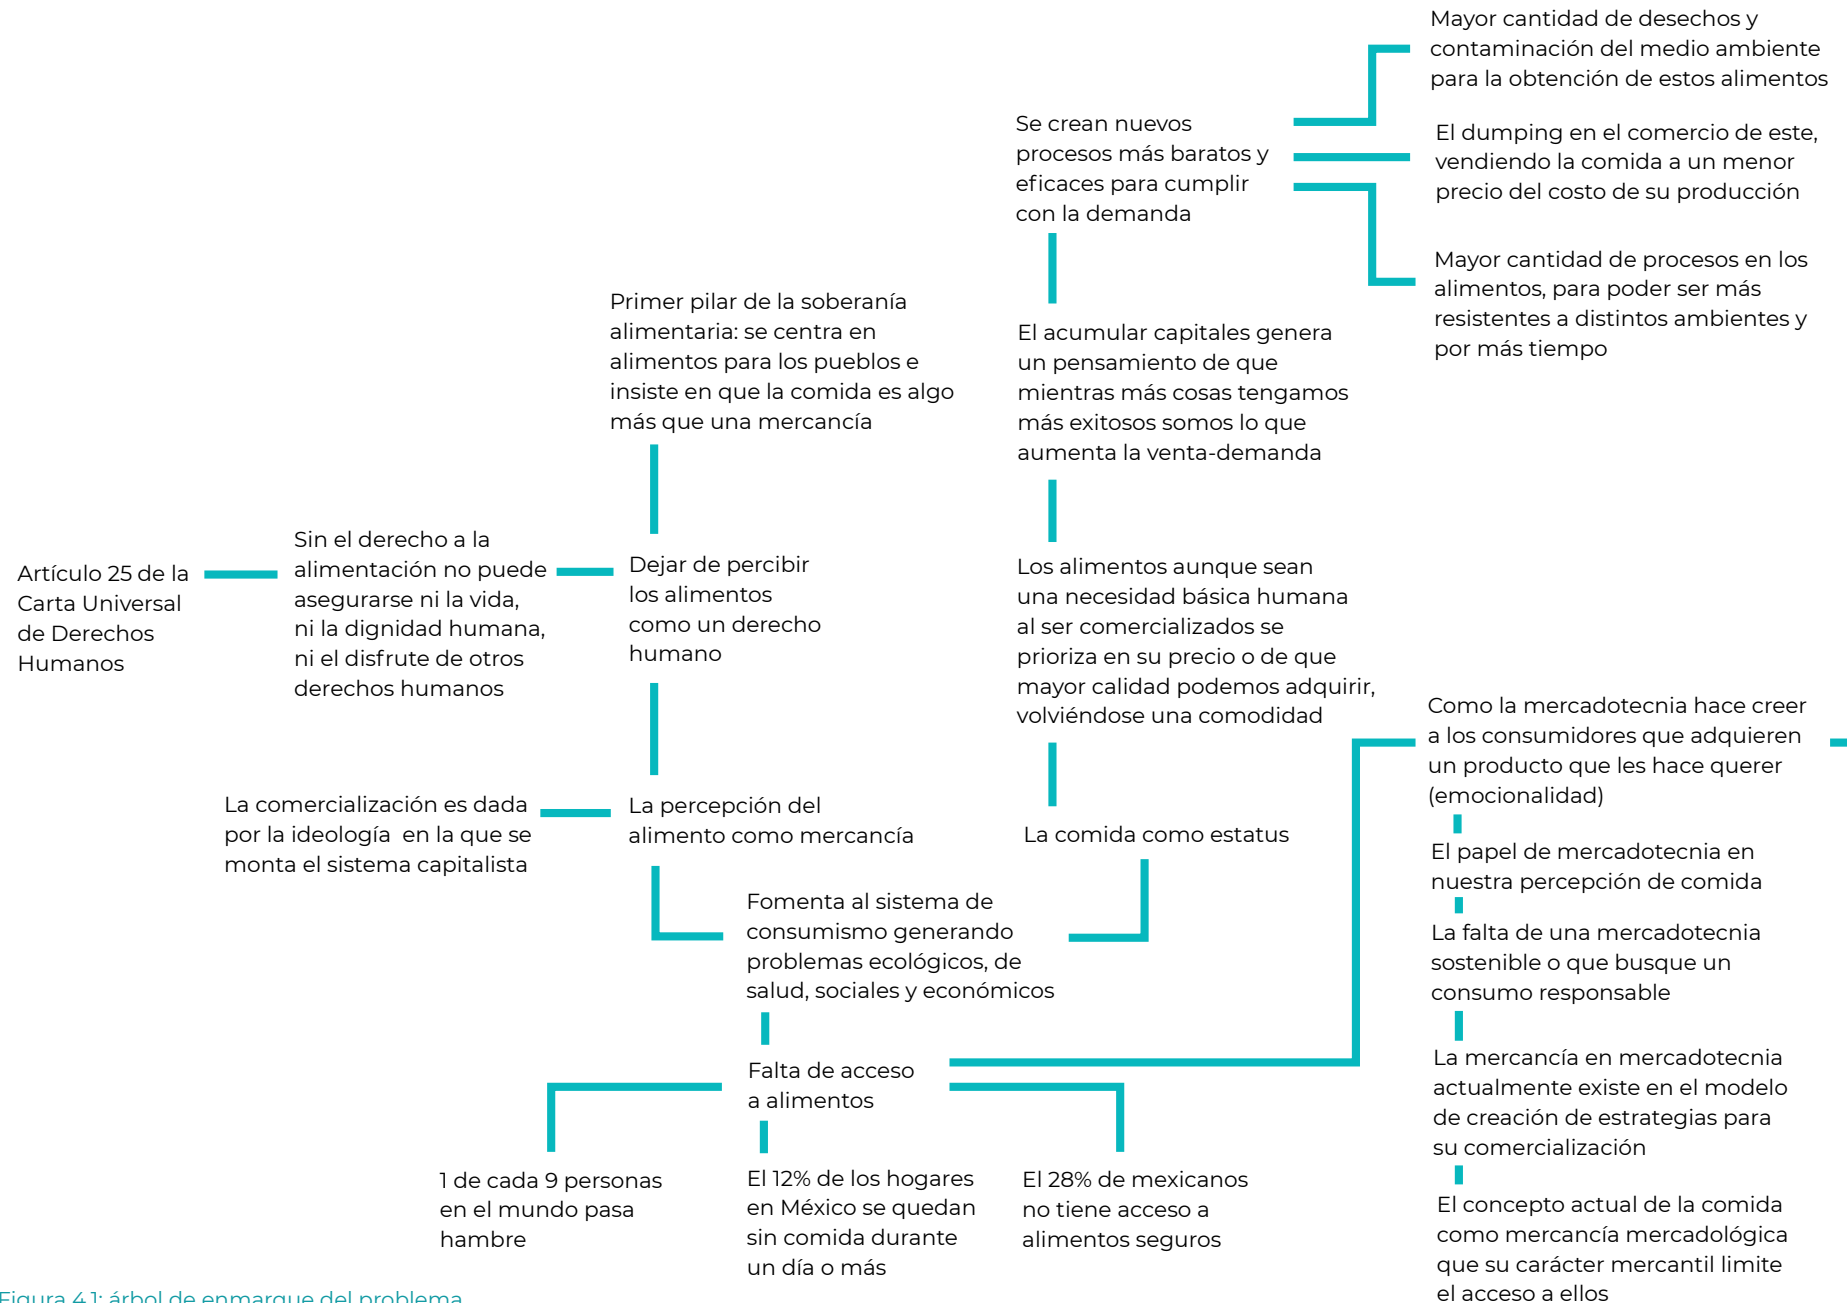 Mayor cantidad de desechos y
contaminación del medio ambiente
para la obtención de estos alimentos
Se crean nuevos
procesos más baratos y
eficaces para cumplir
con la demanda
El dumping en el comercio de este,
vendiendo la comida a un menor
precio del costo de su producción
Mayor cantidad de procesos en los
alimentos, para poder ser más
resistentes a distintos ambientes y
por más tiempo
Primer pilar de la soberanía
alimentaria: se centra en
alimentos para los pueblos e
insiste en que la comida es algo
más que una mercancía
El acumular capitales genera
un pensamiento de que
mientras más cosas tengamos
más exitosos somos lo que
aumenta la venta-demanda
Artículo 25 de la
Carta Universal
de Derechos
Humanos
Sin el derecho a la
alimentación no puede
asegurarse ni la vida,
ni la dignidad humana,
ni el disfrute de otros
derechos humanos
Dejar de percibir
los alimentos
como un derecho
humano
Los alimentos aunque sean
una necesidad básica humana
al ser comercializados se
prioriza en su precio o de que
mayor calidad podemos adquirir,
volviéndose una comodidad
La comercialización es dada
por la ideología en la que se
monta el sistema capitalista
La percepción del
alimento como mercancía
La comida como estatus
Fomenta al sistema de
consumismo generando
problemas ecológicos, de
salud, sociales y económicos
Falta de acceso
a alimentos
1 de cada 9 personas
en el mundo pasa
hambre
El 12% de los hogares
en México se quedan
sin comida durante
un día o más
El 28% de mexicanos
no tiene acceso a
alimentos seguros
Como la mercadotecnia hace creer
a los consumidores que adquieren
un producto que les hace querer
(emocionalidad)
El papel de mercadotecnia en
nuestra percepción de comida
La falta de una mercadotecnia
sostenible o que busque un
consumo responsable
La mercancía en mercadotecnia
actualmente existe en el modelo
de creación de estrategias para
su comercialización
El concepto actual de la comida
como mercancía mercadológica
que su carácter mercantil limite
el acceso a ellos
Figura 4.1: árbol de enmarque del problema